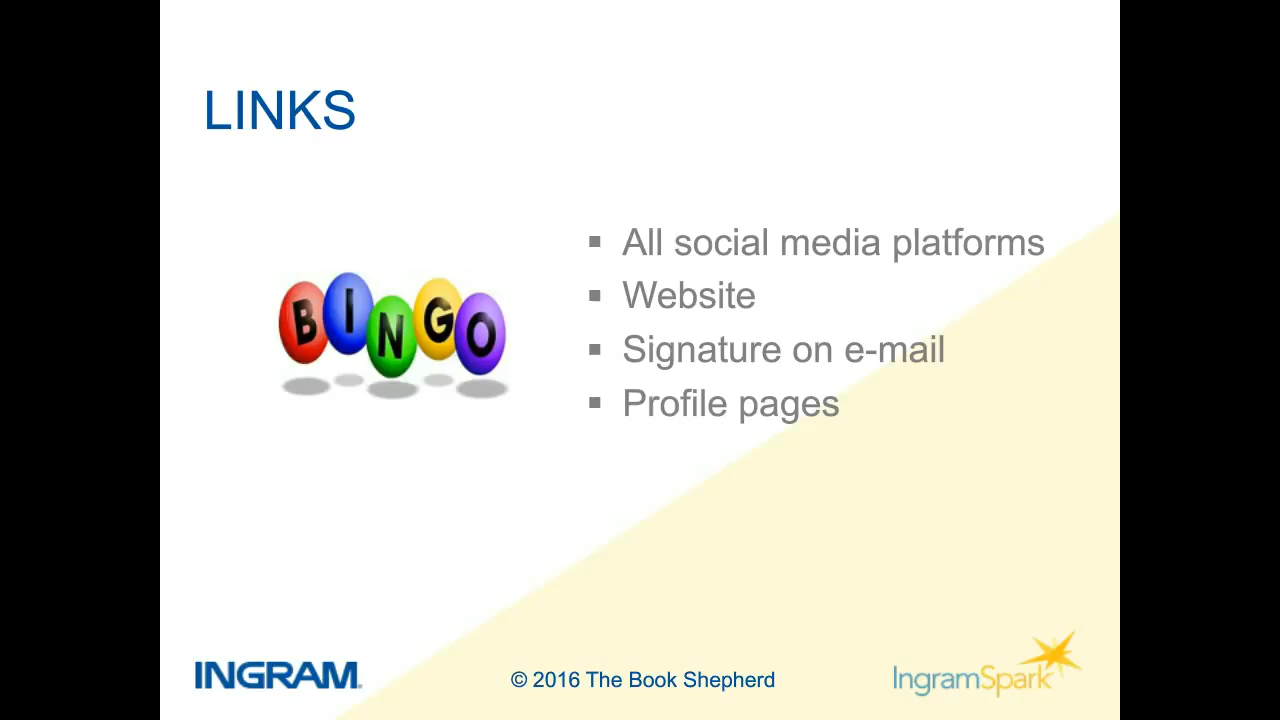 LINKS
BINGO
All social media platforms
Website
Signature on e-mail
Profile pages
INGRAM
© 2016 The Book Shepherd
IngramSpark